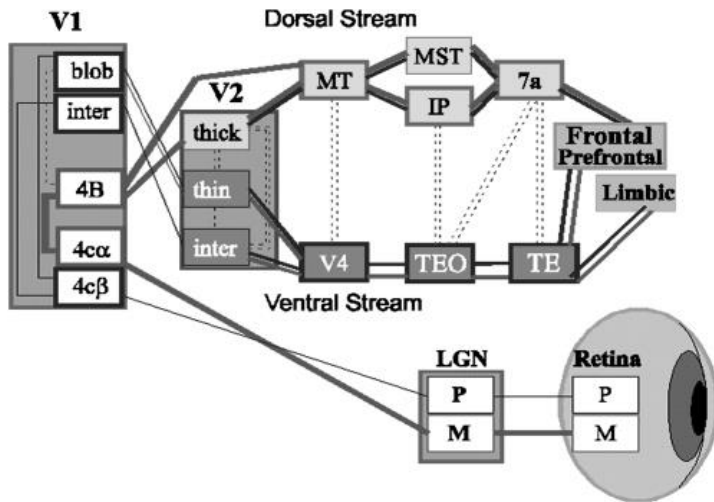 V1
Dorsal Stream
blob
inter
4B
4cα
4cβ
V2
thick
thin
inter
MT
MST
IP
7a
Frontal
Prefrontal
Limbic
V4
TEO
TE
Ventral Stream
LGN
Retina
P
P
M
M